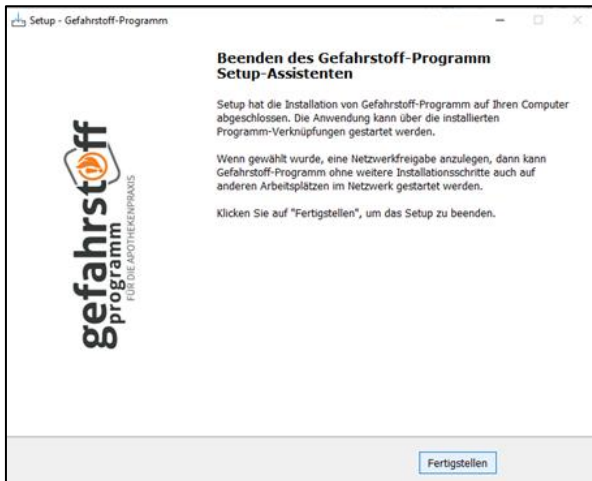 Setup - Gefahrstoff-Programm
Beenden des Gefahrstoff-Programm
Setup-Assistenten
Setup hat die Installation von Gefahrstoff-Programm auf Ihren Computer
abgeschlossen. Die Anwendung kann über die installierten
Programm-Verknüpfungen gestartet werden.
Wenn gewählt wurde, eine Netzwerkfreigabe anzulegen, dann kann
Gefahrstoff-Programm ohne weitere Installationsschritte auch auf
anderen Arbeitsplätzen im Netzwerk gestartet werden.
Klicken Sie auf "Fertigstellen", um das Setup zu beenden.
gefahrstoff
programm
FÜR DIE APOTHEKENPRAXIS
Fertigstellen